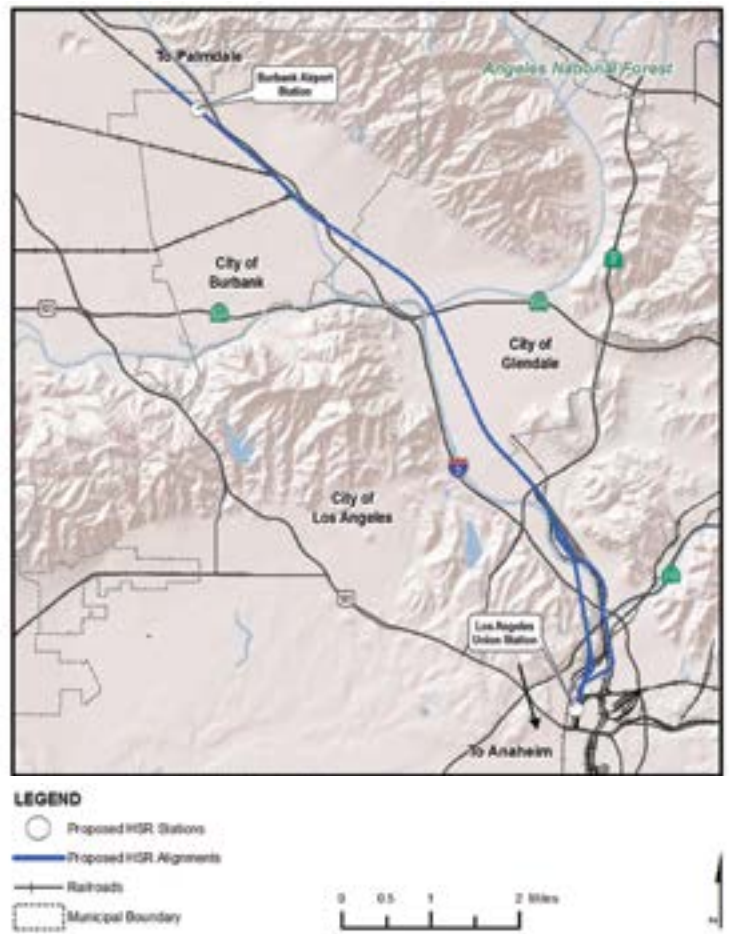 To Palmdale
Burbank Airport
Station
Angeles National Forest
City of
Burbank
City of
Glendale
5
City of
Los Angeles
101
Los Angeles
Union Station
To Anaheim
LEGEND
Proposed HSR Stations
Proposed HSR Alignments
Railroads
Municipal Boundary
0 0.5 1 2 Miles
N